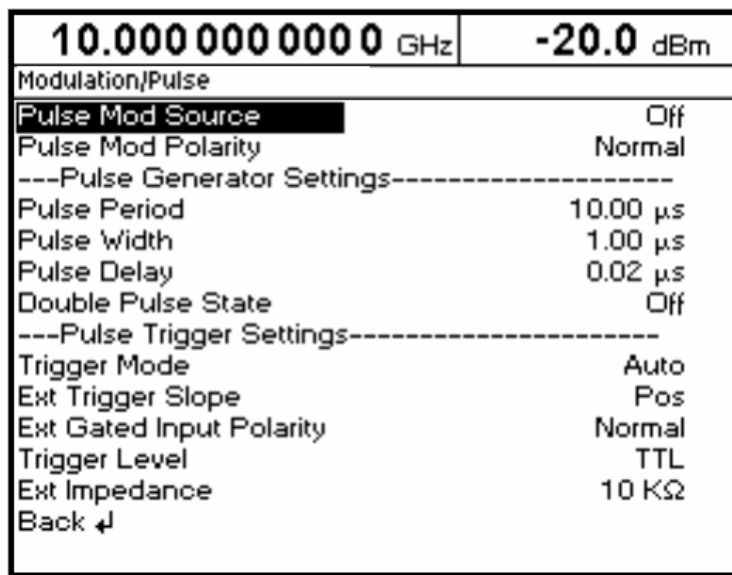 10.000 000 000 0 GHz -20.0 dBm
Modulation/Pulse
Pulse Mod Source Off
Pulse Mod Polarity Normal
---Pulse Generator Settings---------------------
Pulse Period 10.00 µs
Pulse Width 1.00 µs
Pulse Delay 0.02 µs
Double Pulse State Off
---Pulse Trigger Settings-----------------------
Trigger Mode Auto
Ext Trigger Slope Pos
Ext Gated Input Polarity Normal
Trigger Level TTL
Ext Impedance 10 KΩ
Back ↲